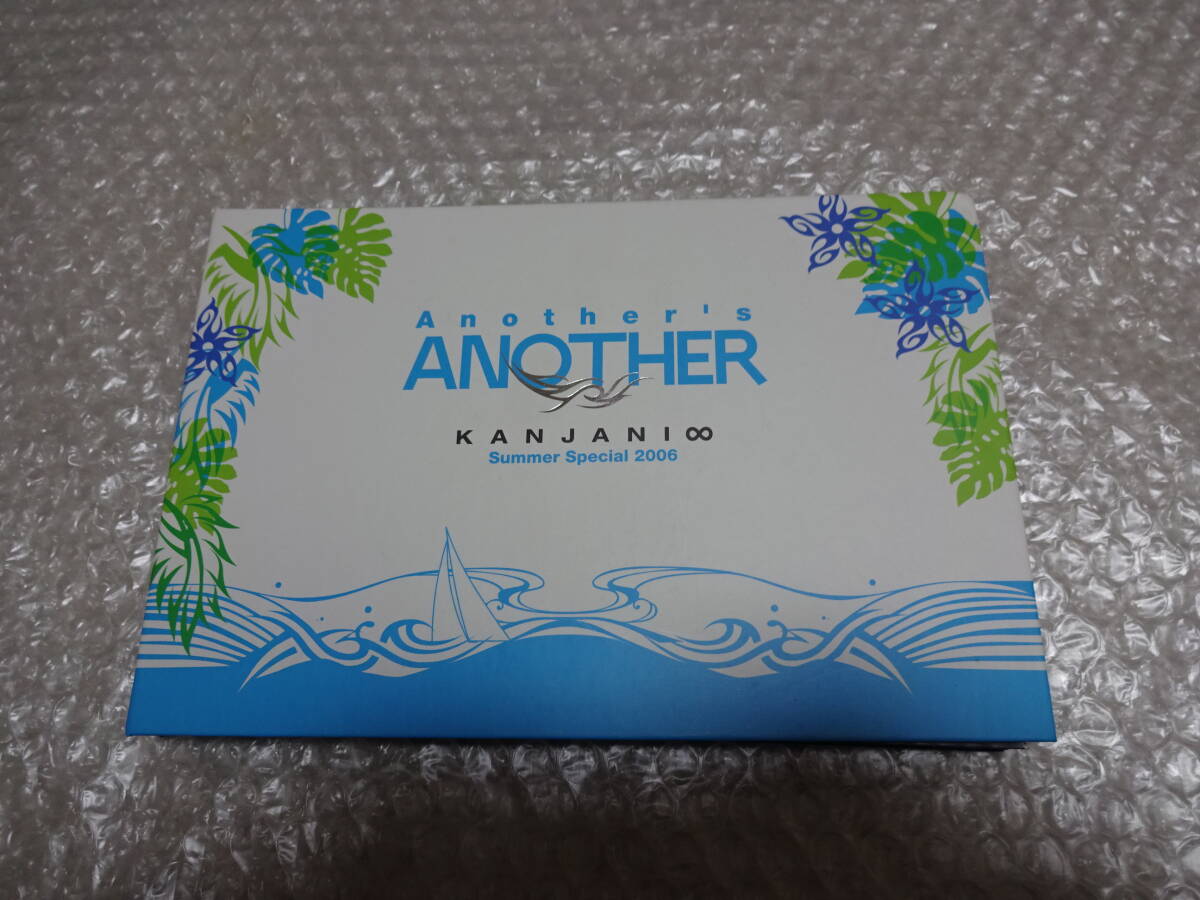 Another's
ANOTHER
KANJANI∞
Summer Special 2006